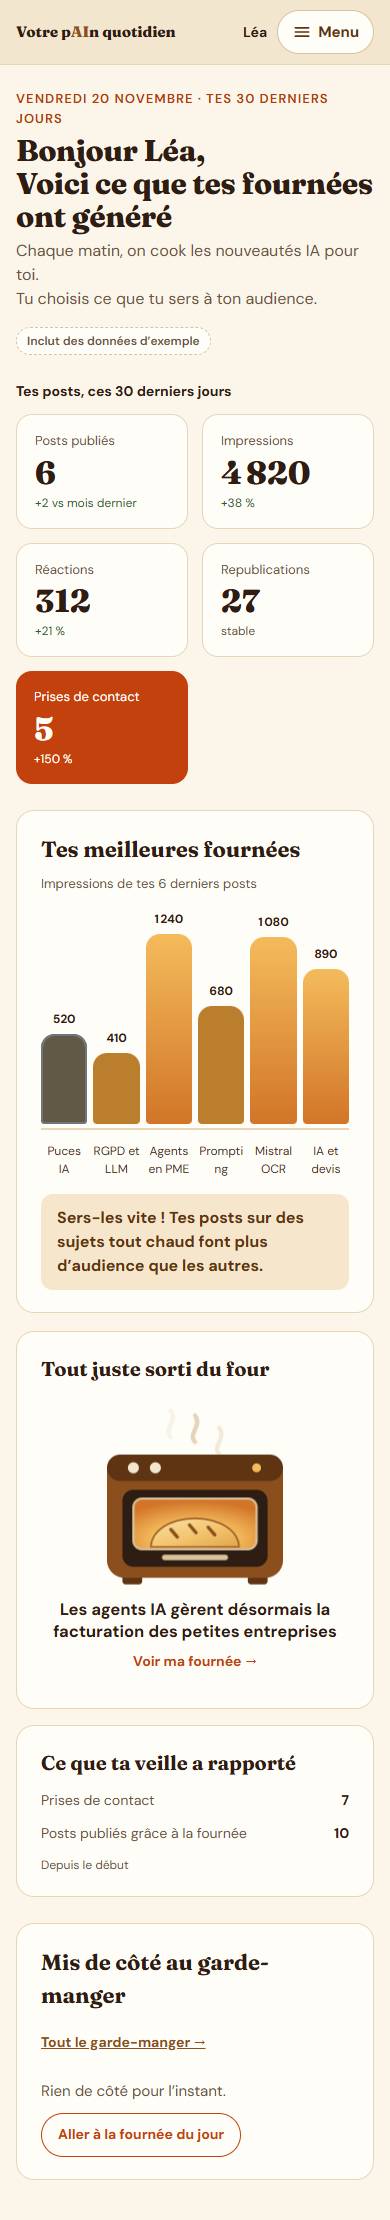 Votre pAIn quotidien
Léa
Menu
VENDREDI 20 NOVEMBRE · TES 30 DERNIERS
JOURS
Bonjour Léa,
Voici ce que tes fournées
ont généré
Chaque matin, on cook les nouveautés IA pour
toi.
Tu choisis ce que tu sers à ton audience.
Inclut des données d’exemple
Tes posts, ces 30 derniers jours
Posts publiés
6
+2 vs mois dernier
Impressions
4 820
+38 %
Réactions
312
+21 %
Republications
27
stable
Prises de contact
5
+150 %
Tes meilleures fournées
Impressions de tes 6 derniers posts
520
410
1 240
680
1 080
890
Puces
IA
RGPD et
LLM
Agents
en PME
Prompti
ng
Mistral
OCR
IA et
devis
Sers-les vite ! Tes posts sur des
sujets tout chaud font plus
d’audience que les autres.
Tout juste sorti du four
Les agents IA gèrent désormais la
facturation des petites entreprises
Voir ma fournée →
Ce que ta veille a rapporté
Prises de contact 7
Posts publiés grâce à la fournée 10
Depuis le début
Mis de côté au garde-
manger
Tout le garde-manger →
Rien de côté pour l’instant.
Aller à la fournée du jour